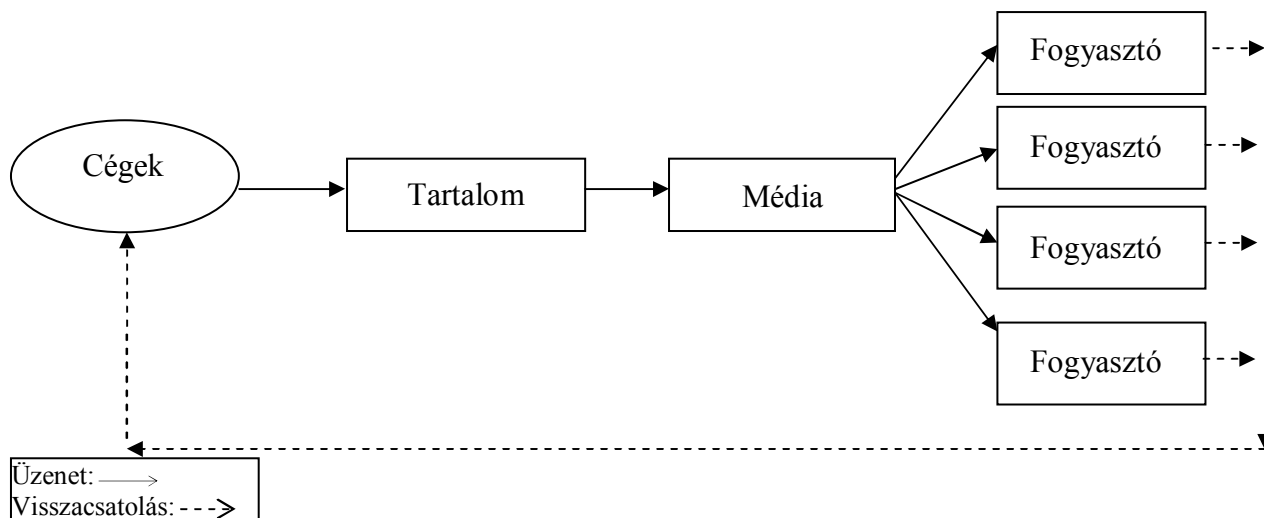 Fogyasztó
Cégek
Tartalom
Média
Fogyasztó
Fogyasztó
Fogyasztó
Üzenet:
Visszacsatolás: